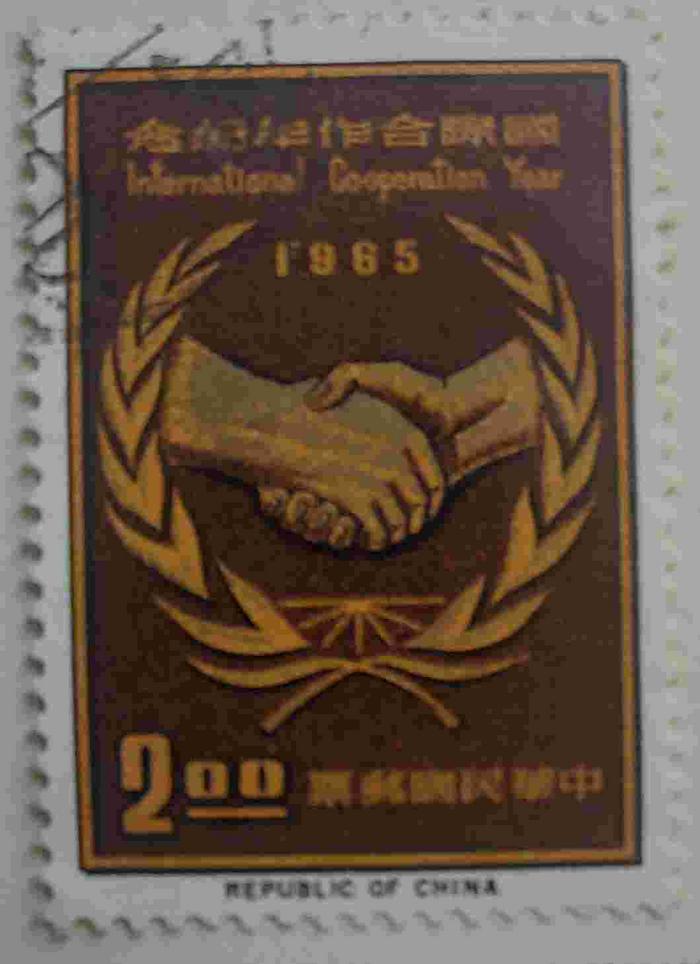 國際合作年紀念
International Cooperation Year
1965
2.00
中華民國郵票
REPUBLIC OF CHINA